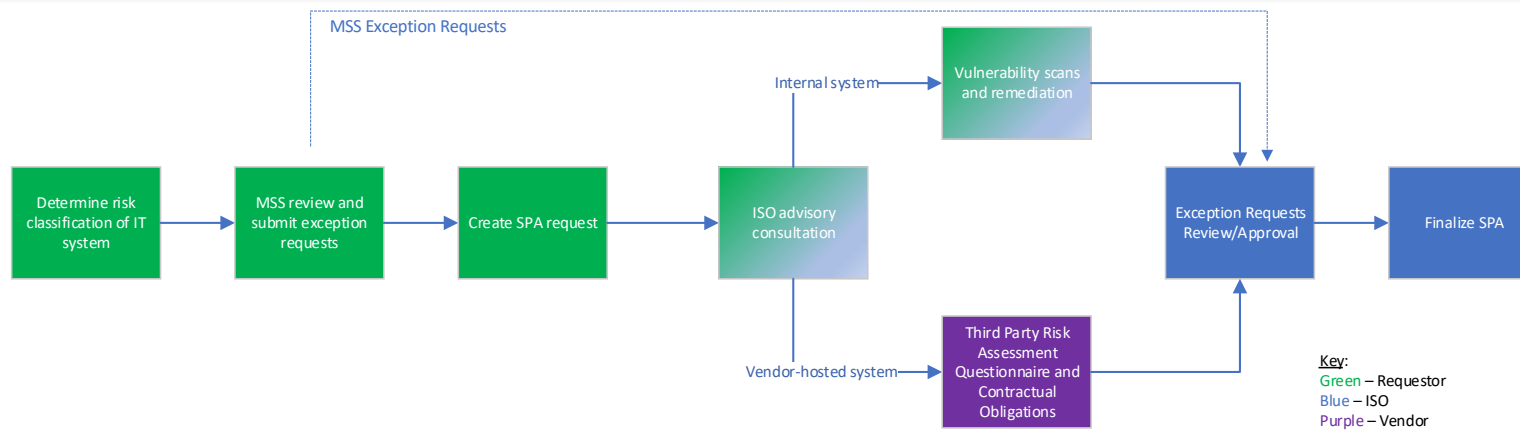 MSS Exception Requests
Determine risk
classification of IT
system
MSS review and
submit exception
requests
Create SPA request
ISO advisory
consultation
Internal system
Vulnerability scans
and remediation
Vendor-hosted system
Third Party Risk
Assessment
Questionnaire and
Contractual
Obligations
Exception Requests
Review/Approval
Finalize SPA
Key:
Green – Requestor
Blue – ISO
Purple – Vendor